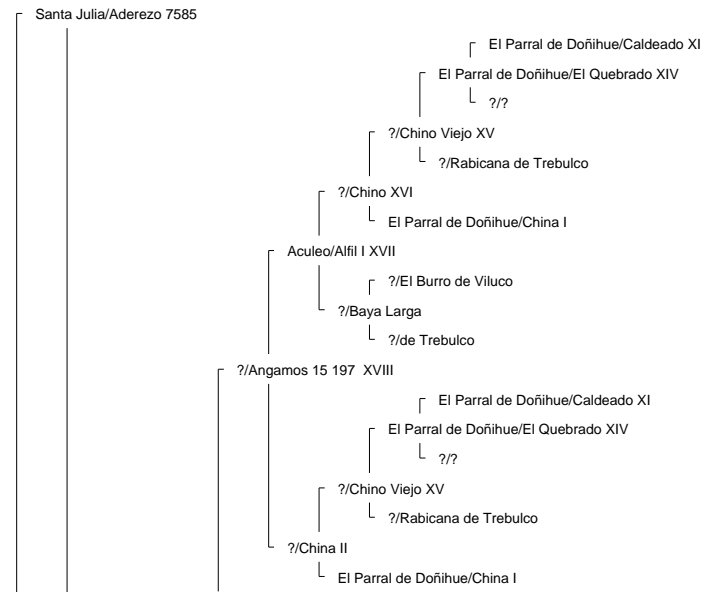 Santa Julia/Aderezo 7585
El Parral de Doñihue/Caldeado XI
El Parral de Doñihue/El Quebrado XIV
?/?
?/Chino Viejo XV
?/Rabicana de Trebulco
?/Chino XVI
El Parral de Doñihue/China I
Aculeo/Alfil I XVII
?/El Burro de Viluco
?/Baya Larga
?/de Trebulco
?/Angamos 15 197 XVIII
El Parral de Doñihue/Caldeado XI
El Parral de Doñihue/El Quebrado XIV
?/?
?/Chino Viejo XV
?/Rabicana de Trebulco
?/China II
El Parral de Doñihue/China I